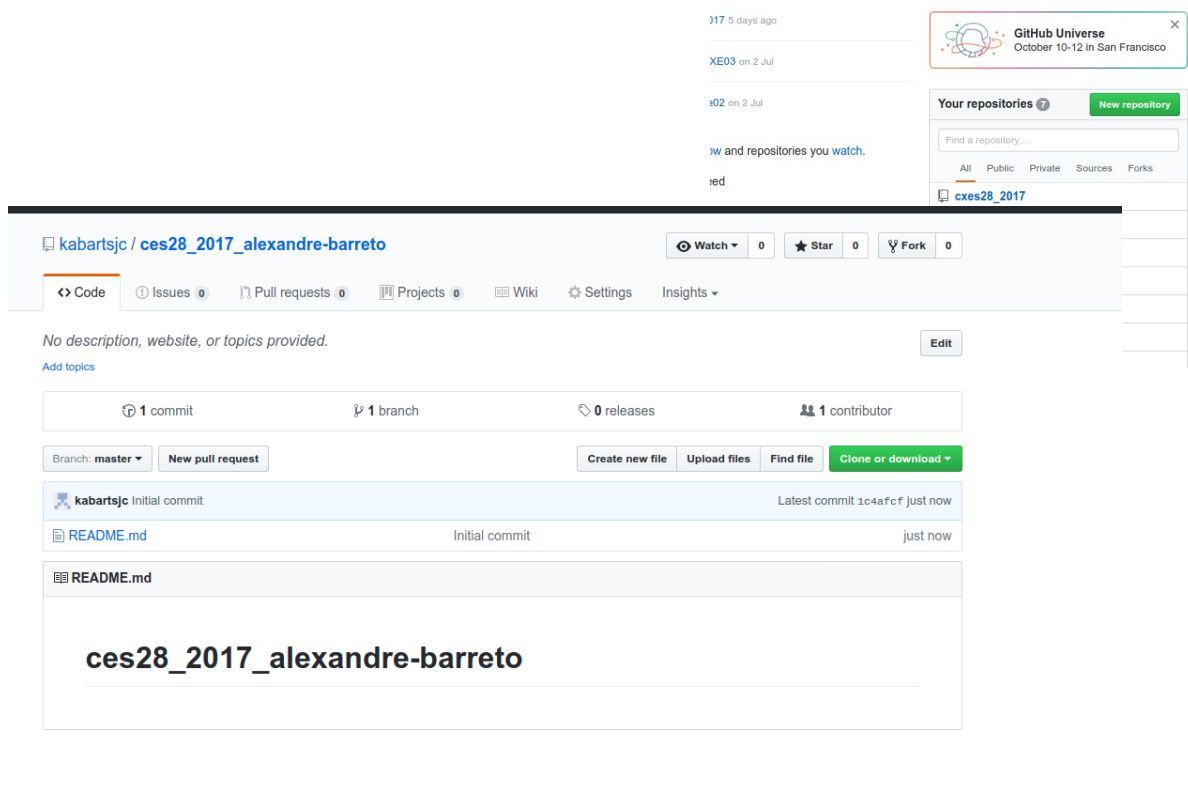 017 5 days ago
GitHub Universe
October 10-12 in San Francisco
XE03 on 2 Jul
Your repositories 7
New repository
02 on 2 Jul
Find a repository…
ow and repositories you watch.
All Public Private Sources Forks
eed
cxes28_2017
kabartsjc / ces28_2017_alexandre-barreto
Watch 0
Star 0
Fork 0
<> Code
Issues 0
Pull requests 0
Projects 0
Wiki
Settings
Insights
No description, website, or topics provided.
Edit
Add topics
1 commit
1 branch
0 releases
1 contributor
Branch: master
New pull request
Create new file
Upload files
Find file
Clone or download
kabartsjc Initial commit
Latest commit 1c4afcf just now
README.md
Initial commit
just now
README.md
ces28_2017_alexandre-barreto